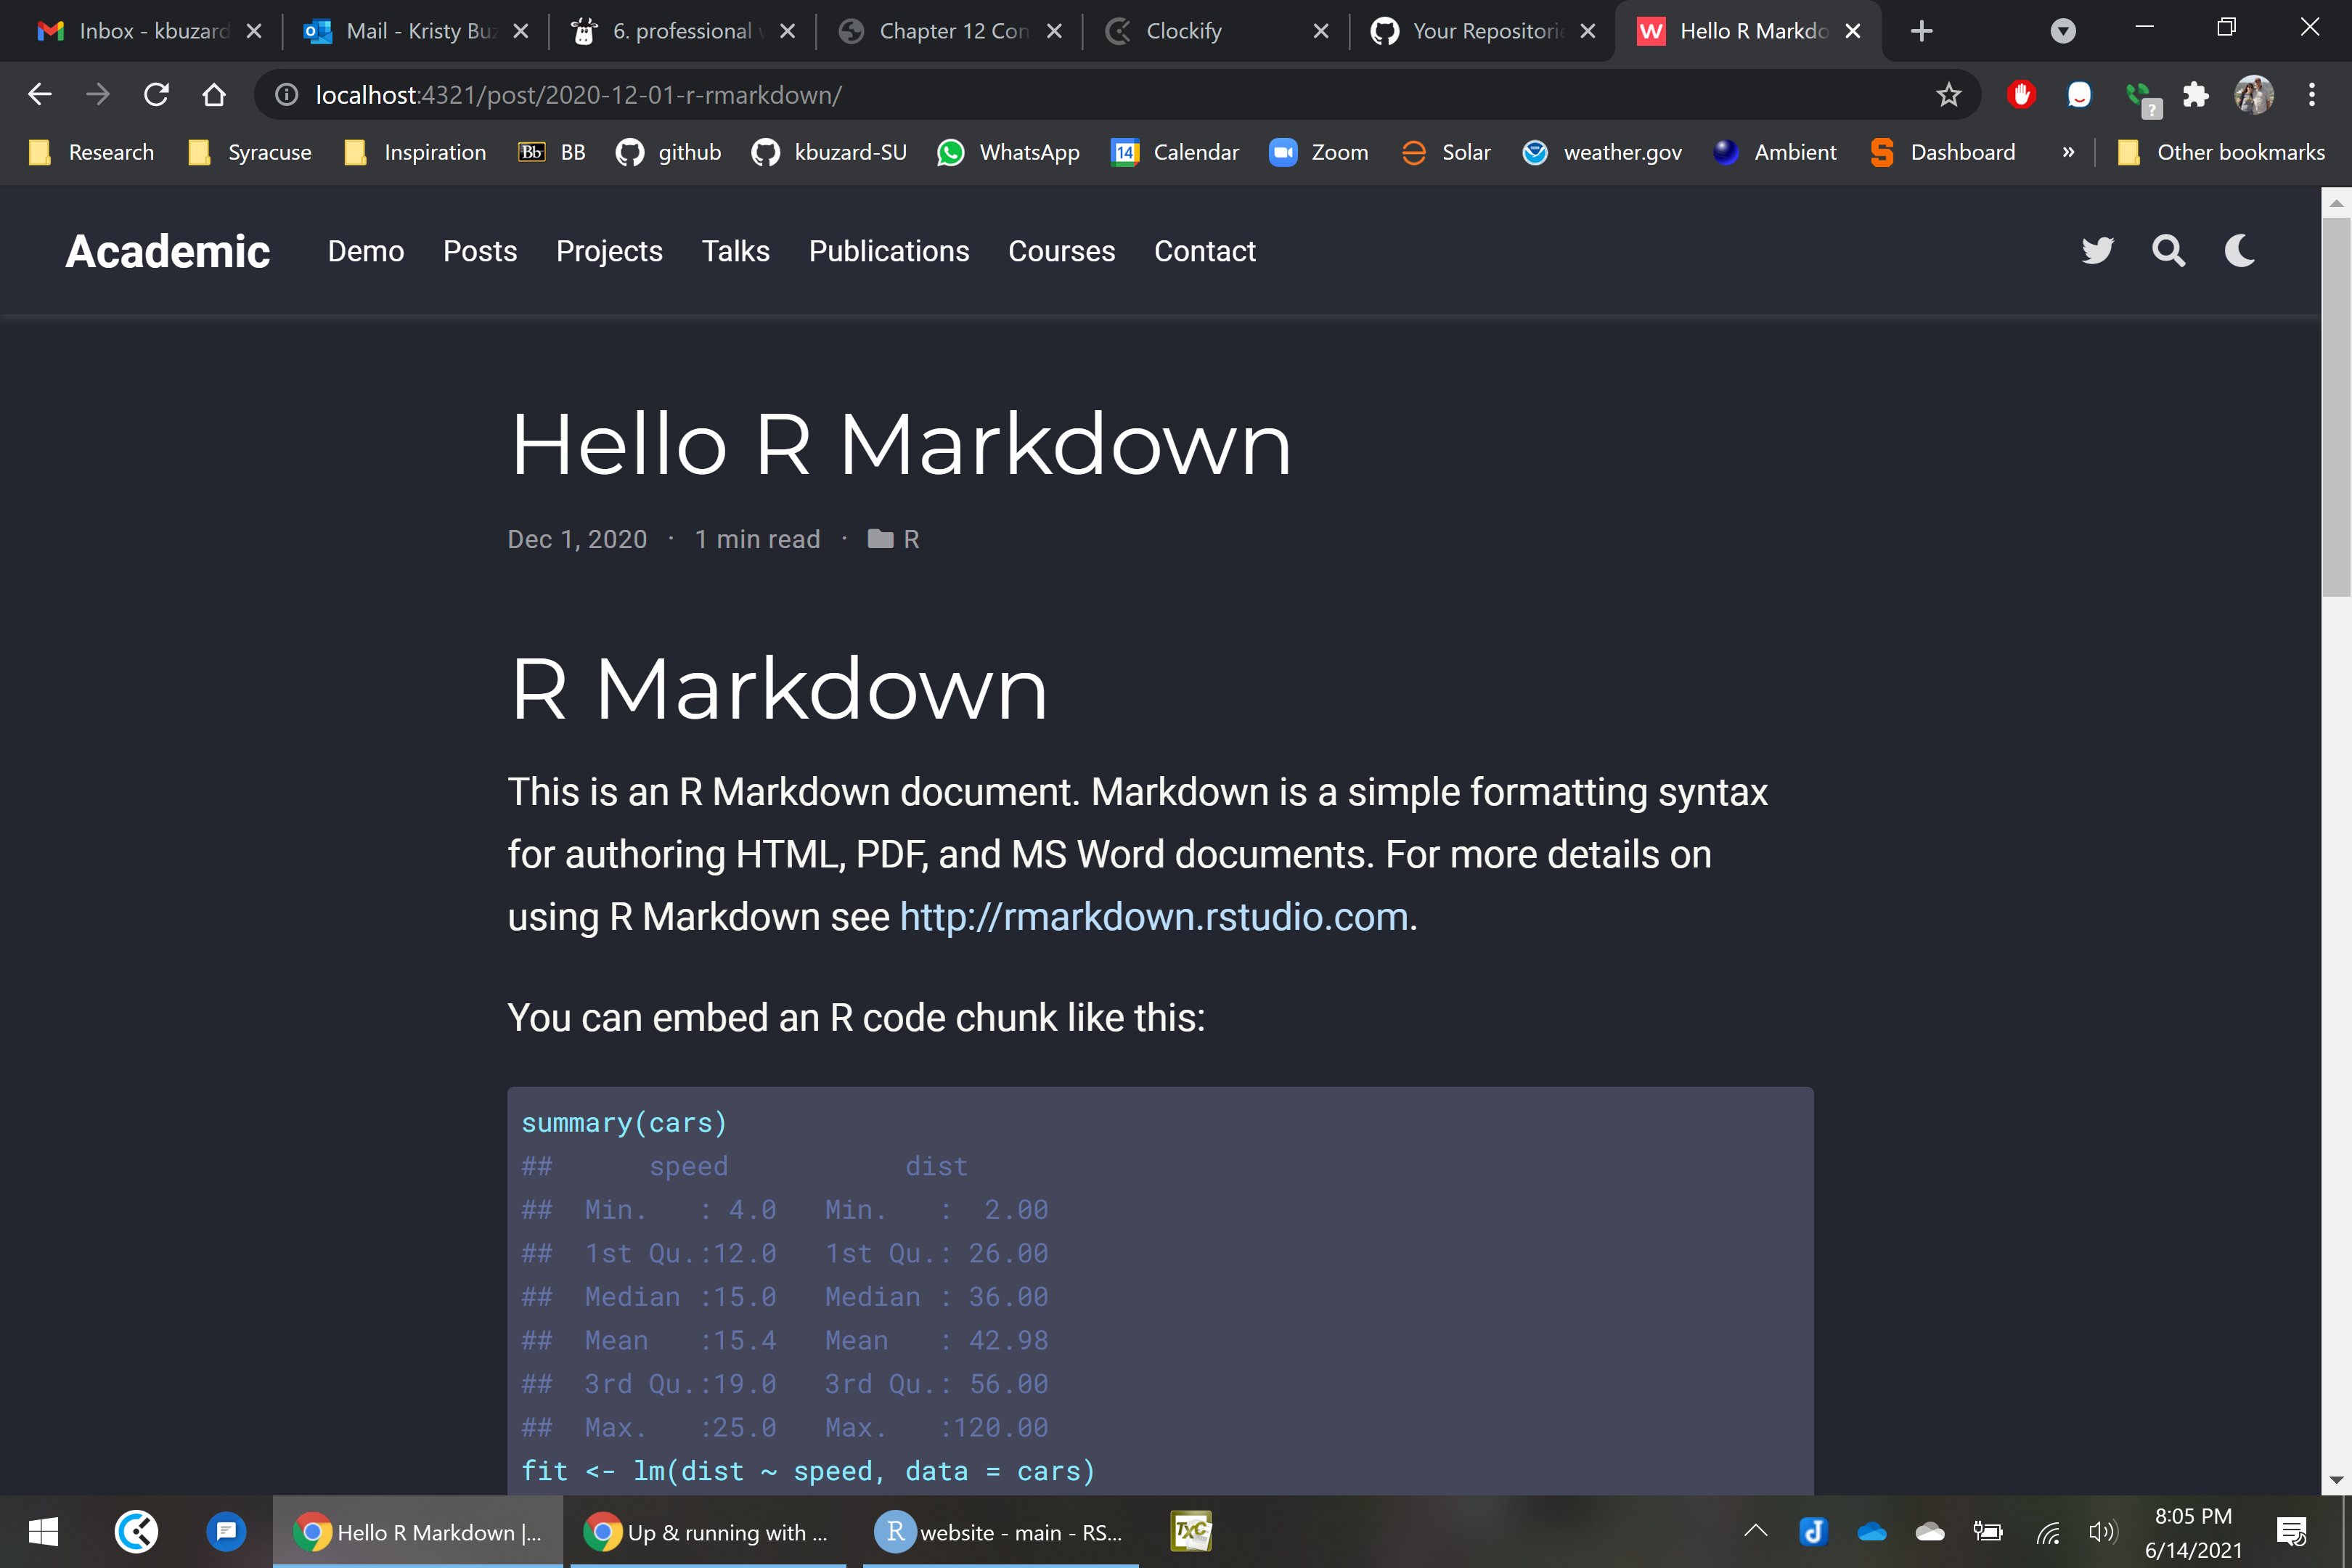 Inbox - kbuzard
Mail - Kristy Buz
6. professional w
Chapter 12 Con
Clockify
Your Repositorie
Hello R Markdo
localhost:4321/post/2020-12-01-r-rmarkdown/
?
Research
Syracuse
Inspiration
Bb BB
github
kbuzard-SU
WhatsApp
14 Calendar
Zoom
Solar
weather.gov
Ambient
Dashboard
»
Other bookmarks
Academic
Demo
Posts
Projects
Talks
Publications
Courses
Contact
Hello R Markdown
Dec 1, 2020 · 1 min read · R
R Markdown
This is an R Markdown document. Markdown is a simple formatting syntax
for authoring HTML, PDF, and MS Word documents. For more details on
using R Markdown see http://rmarkdown.rstudio.com.
You can embed an R code chunk like this:
summary(cars)
##      speed           dist
##  Min.   : 4.0   Min.   :  2.00
##  1st Qu.:12.0   1st Qu.: 26.00
##  Median :15.0   Median : 36.00
##  Mean   :15.4   Mean   : 42.98
##  3rd Qu.:19.0   3rd Qu.: 56.00
##  Max.   :25.0   Max.   :120.00
fit <- lm(dist ~ speed, data = cars)
Hello R Markdown |...
Up & running with ...
R website - main - RS...
TXC
8:05 PM
6/14/2021